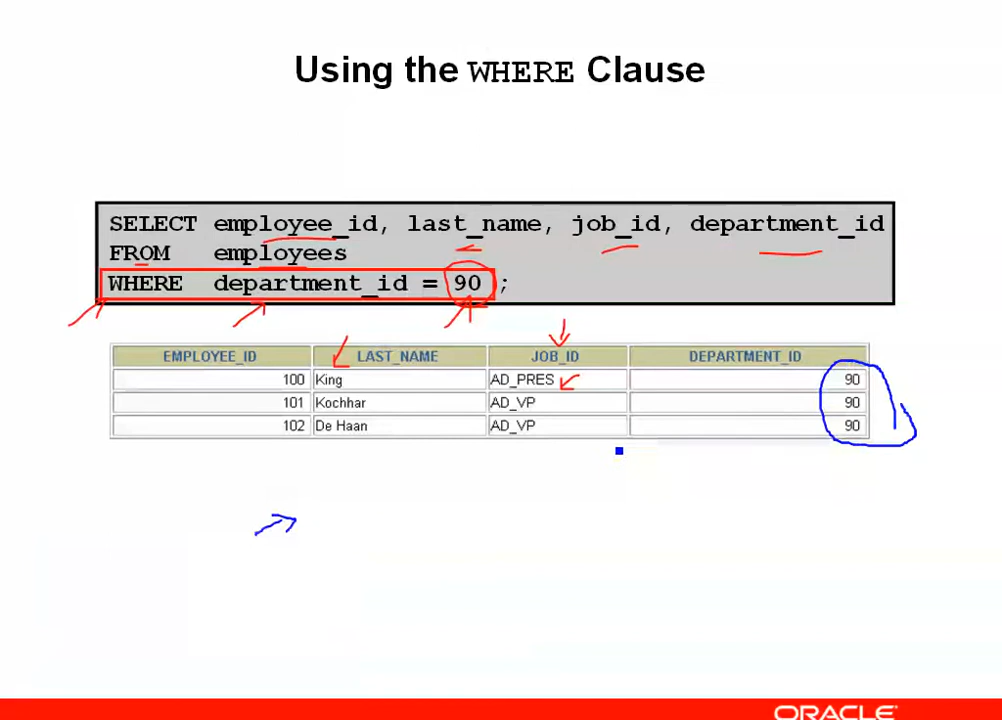 Using the WHERE Clause
SELECT employee_id, last_name, job_id, department_id
FROM employees
WHERE department_id = 90 ;
EMPLOYEE_ID LAST_NAME JOB_ID DEPARTMENT_ID
100 King AD_PRES 90
101 Kochhar AD_VP 90
102 De Haan AD_VP 90
ORACLE